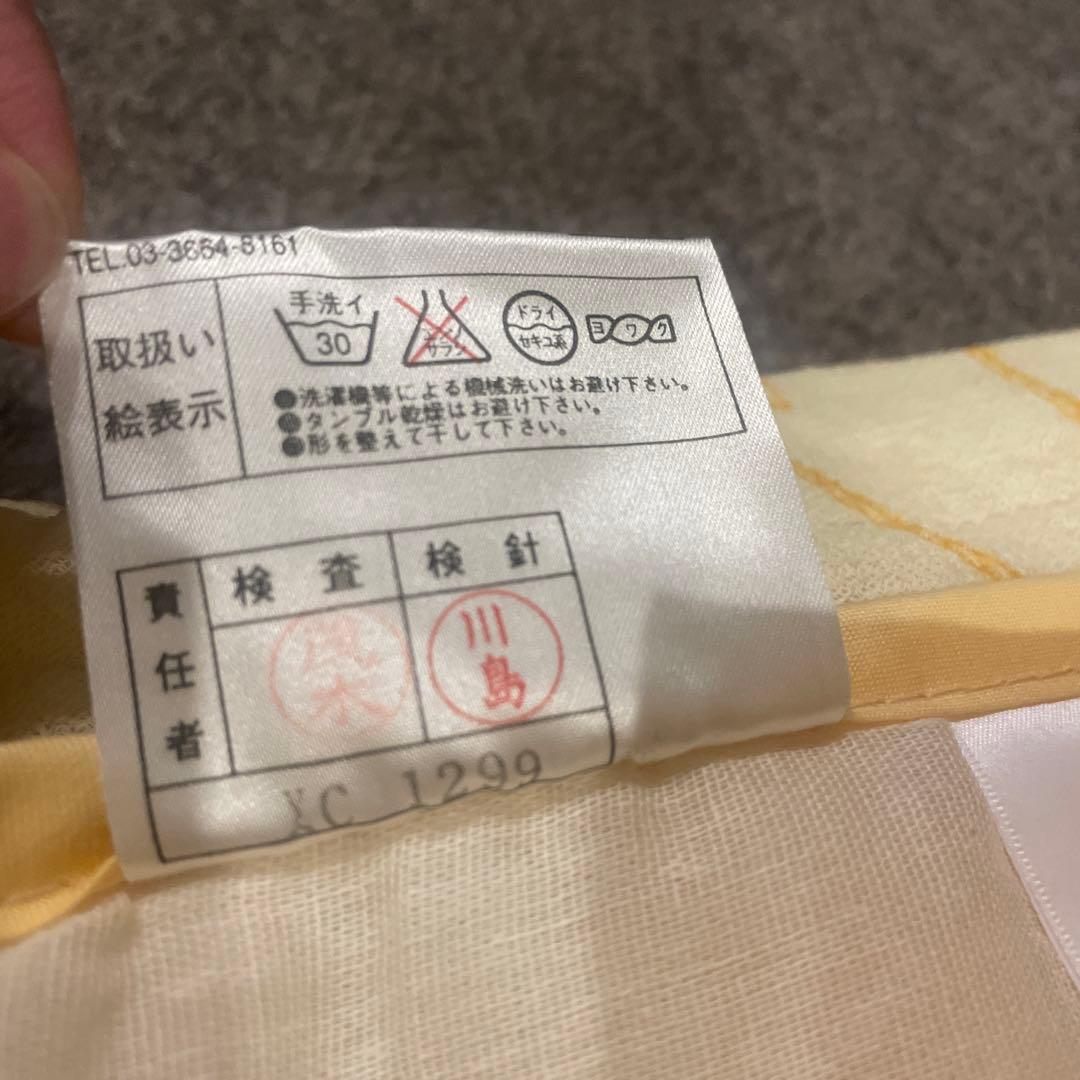 TEL.03-3664-8161
取扱い
絵表示
手洗イ
30
エンソ
サラシ
ドライ
セキユ系
ヨワク
●洗濯機等による機械洗いはお避け下さい。
●タンブル乾燥はお避け下さい。
●形を整えて干して下さい。
責任者
検査
検針
川島
XC 1299